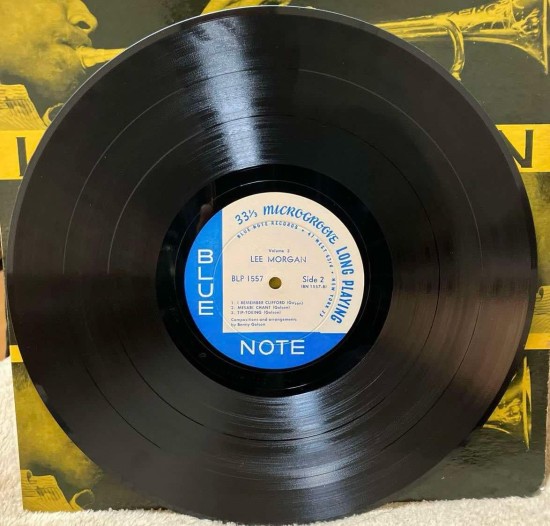 33⅓ MICROGROOVE LONG PLAYING
BLUE NOTE RECORDS • 47 WEST 63rd • NEW YORK 23
Volume 3
LEE MORGAN
BLP 1557 Side 2
(BN 1557-B)
1. I REMEMBER CLIFFORD (Golson)
2. MESABI CHANT (Golson)
3. TIP-TOEING (Golson)
Compositions and arrangements
by Benny Golson
BLUE
NOTE
L
N